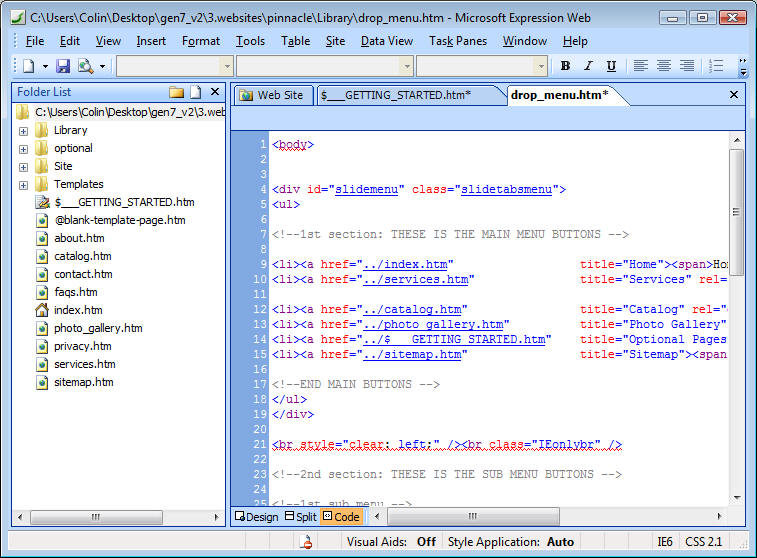 C:\Users\Colin\Desktop\gen7_v2\3.websites\pinnacle\Library\drop_menu.htm - Microsoft Expression Web
File Edit View Insert Format Tools Table Site Data View Task Panes Window Help
B I U
Folder List
C:\Users\Colin\Desktop\gen7_v2\3.web
Library
optional
Site
Templates
$___GETTING_STARTED.htm
@blank-template-page.htm
about.htm
catalog.htm
contact.htm
faqs.htm
index.htm
photo_gallery.htm
privacy.htm
services.htm
sitemap.htm
Web Site $___GETTING_STARTED.htm* drop_menu.htm*
1 <body>
2
3
4 <div id="slidemenu" class="slidetabsmenu">
5 <ul>
6
7 <!--1st section: THESE IS THE MAIN MENU BUTTONS -->
8
9 <li><a href="../index.htm" title="Home"><span>Ho
10 <li><a href="../services.htm" title="Services" rel=
11
12 <li><a href="../catalog.htm" title="Catalog" rel="
13 <li><a href="../photo_gallery.htm" title="Photo Gallery"
14 <li><a href="../$___GETTING_STARTED.htm" title="Optional Pages
15 <li><a href="../sitemap.htm" title="Sitemap"><span
16
17 <!--END MAIN BUTTONS -->
18 </ul>
19 </div>
20
21 <br style="clear: left;" /><br class="IEonlybr" />
22
23 <!--2nd section: THESE IS THE SUB MENU BUTTONS -->
24
25 <!--1st sub menu -->
Design Split Code
Visual Aids: Off Style Application: Auto IE6 CSS 2.1